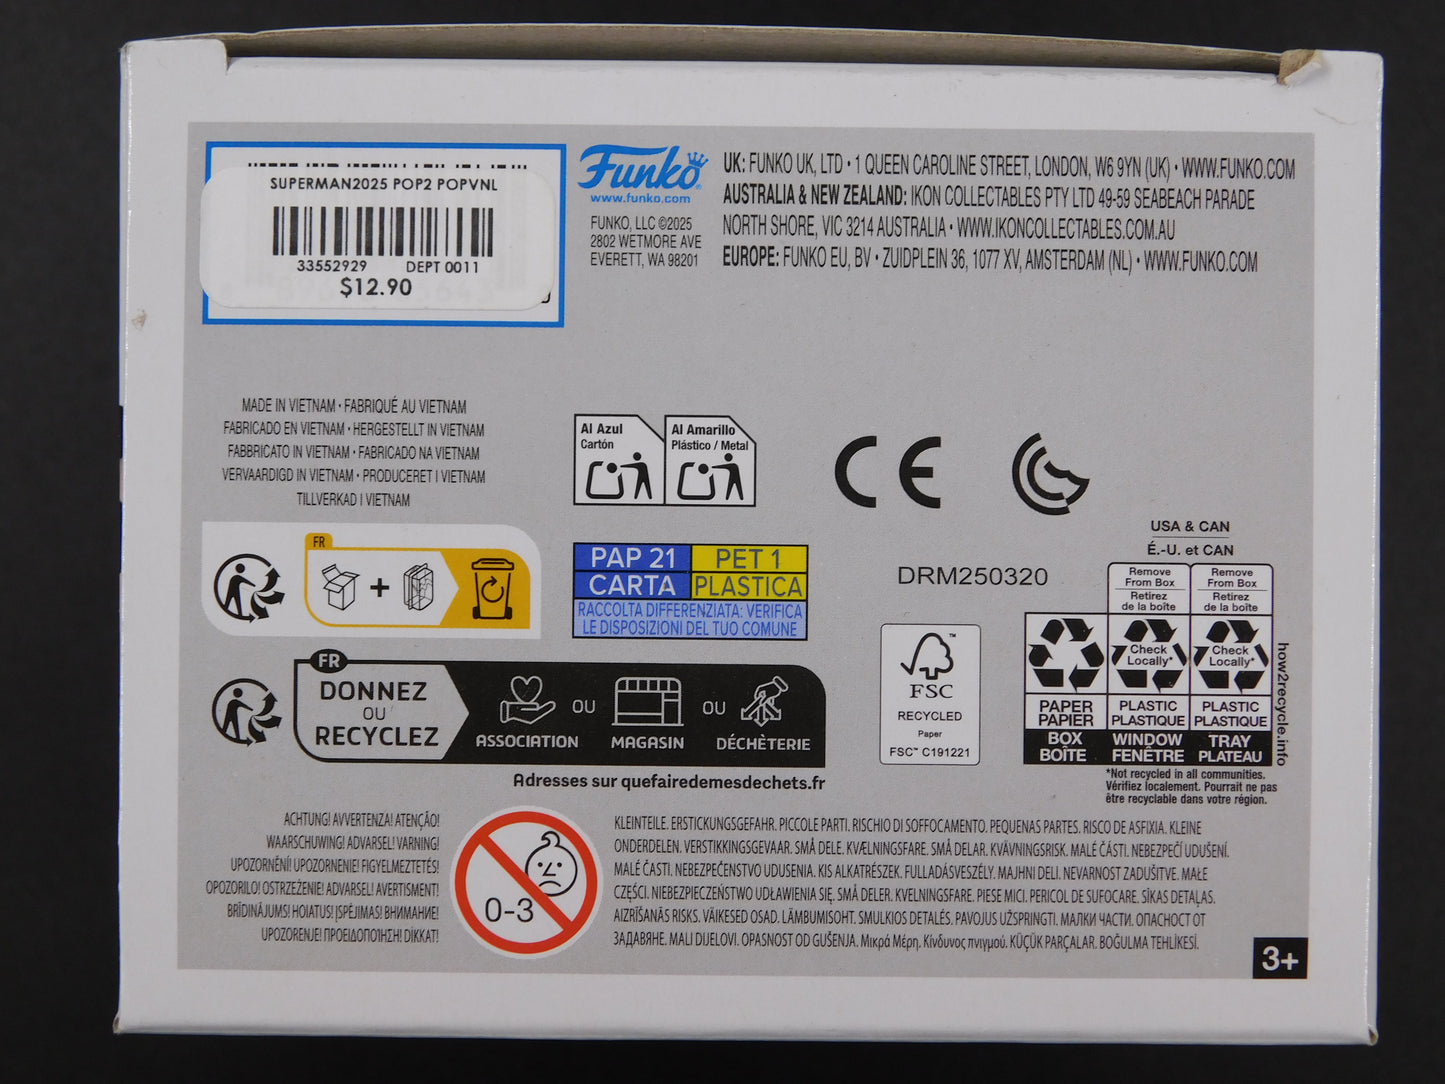 SUPERMAN2025 POP2 POPVNL
33552929 DEPT 0011
$12.90
Funko
www.funko.com
FUNKO, LLC ©2025
2802 WETMORE AVE
EVERETT, WA 98201
UK: FUNKO UK, LTD • 1 QUEEN CAROLINE STREET, LONDON, W6 9YN (UK) • WWW.FUNKO.COM
AUSTRALIA & NEW ZEALAND: IKON COLLECTABLES PTY LTD 49-59 SEABEACH PARADE
NORTH SHORE, VIC 3214 AUSTRALIA • WWW.IKONCOLLECTABLES.COM.AU
EUROPE: FUNKO EU, BV • ZUIDPLEIN 36, 1077 XV, AMSTERDAM (NL) • WWW.FUNKO.COM
MADE IN VIETNAM • FABRIQUÉ AU VIETNAM
FABRICADO EN VIETNAM • HERGESTELLT IN VIETNAM
FABBRICATO IN VIETNAM • FABRICADO NA VIETNAM
VERVAARDIGD IN VIETNAM • PRODUCERET I VIETNAM
TILLVERKAD I VIETNAM
Al Azul
Cartón
Al Amarillo
Plástico / Metal
CE
FR
PAP 21
CARTA
PET 1
PLASTICA
RACCOLTA DIFFERENZIATA: VERIFICA
LE DISPOSIZIONI DEL TUO COMUNE
DRM250320
USA & CAN
É.-U. et CAN
Remove
From Box
Retirez
de la boîte
Remove
From Box
Retirez
de la boîte
Check
Locally*
Check
Locally*
PAPER
PAPIER
BOX
BOÎTE
PLASTIC
PLASTIQUE
WINDOW
FENÊTRE
PLASTIC
PLASTIQUE
TRAY
PLATEAU
how2recycle.info
*Not recycled in all communities.
Vérifiez localement. Pourrait ne pas
être recyclable dans votre région.
FSC
RECYCLED
Paper
FSC™ C191221
FR
DONNEZ
OU
RECYCLEZ
ASSOCIATION
OU
MAGASIN
OU
DÉCHÈTERIE
Adresses sur quefairedemesdechets.fr
ACHTUNG! AVVERTENZA! ATENÇÃO!
WAARSCHUWING! ADVARSEL! VARNING!
UPOZORNĚNÍ! UPOZORNENIE! FIGYELMEZTETÉS!
OPOZORILO! OSTRZEŻENIE! ADVARSEL! AVERTISMENT!
BRĪDINĀJUMS! HOIATUS! ĮSPĖJIMAS! ВНИМАНИЕ!
UPOZORENJE! ΠΡΟΕΙΔΟΠΟΙΗΣΗ! DİKKAT!
0-3
KLEINTEILE. ERSTICKUNGSGEFAHR. PICCOLE PARTI. RISCHIO DI SOFFOCAMENTO. PEQUENAS PARTES. RISCO DE ASFIXIA. KLEINE
ONDERDELEN. VERSTIKKINGSGEVAAR. SMÅ DELE. KVÆLNINGSFARE. SMÅ DELAR. KVÄVNINGSRISK. MALÉ ČÁSTI. NEBEZPEČÍ UDUŠENÍ.
MALÉ ČASTI. NEBEZPEČENSTVO UDUSENIA. KIS ALKATRÉSZEK. FULLADÁSVESZÉLY. MAJHNI DELI. NEVARNOST ZADUŠITVE. MAŁE
CZĘŚCI. NIEBEZPIECZEŃSTWO UDŁAWIENIA SIĘ. SMÅ DELER. KVELNINGSFARE. PIESE MICI. PERICOL DE SUFOCARE. SĪKAS DETAĻAS.
AIZRĪŠANĀS RISKS. VÄIKESED OSAD. LÄMBUMISOHT. SMULKIOS DETALĖS. PAVOJUS UŽSPRINGTI. МАЛКИ ЧАСТИ. ОПАСНОСТ ОТ
ЗАДАВЯНЕ. MALI DIJELOVI. OPASNOST OD GUŠENJA. Μικρά Μέρη. Κίνδυνος πνιγμού. KÜÇÜK PARÇALAR. BOĞULMA TEHLİKESİ.
3+